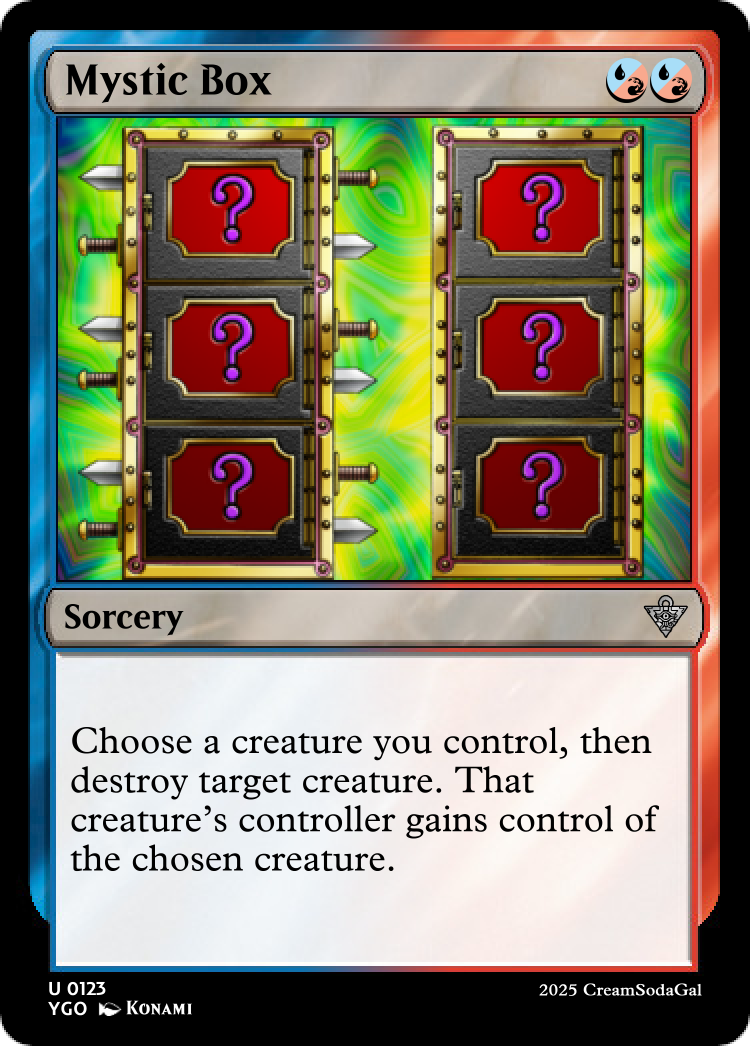 Mystic Box
?
?
?
?
?
?
Sorcery
Choose a creature you control, then
destroy target creature. That
creature’s controller gains control of
the chosen creature.
U 0123
YGO KONAMI
2025 CreamSodaGal